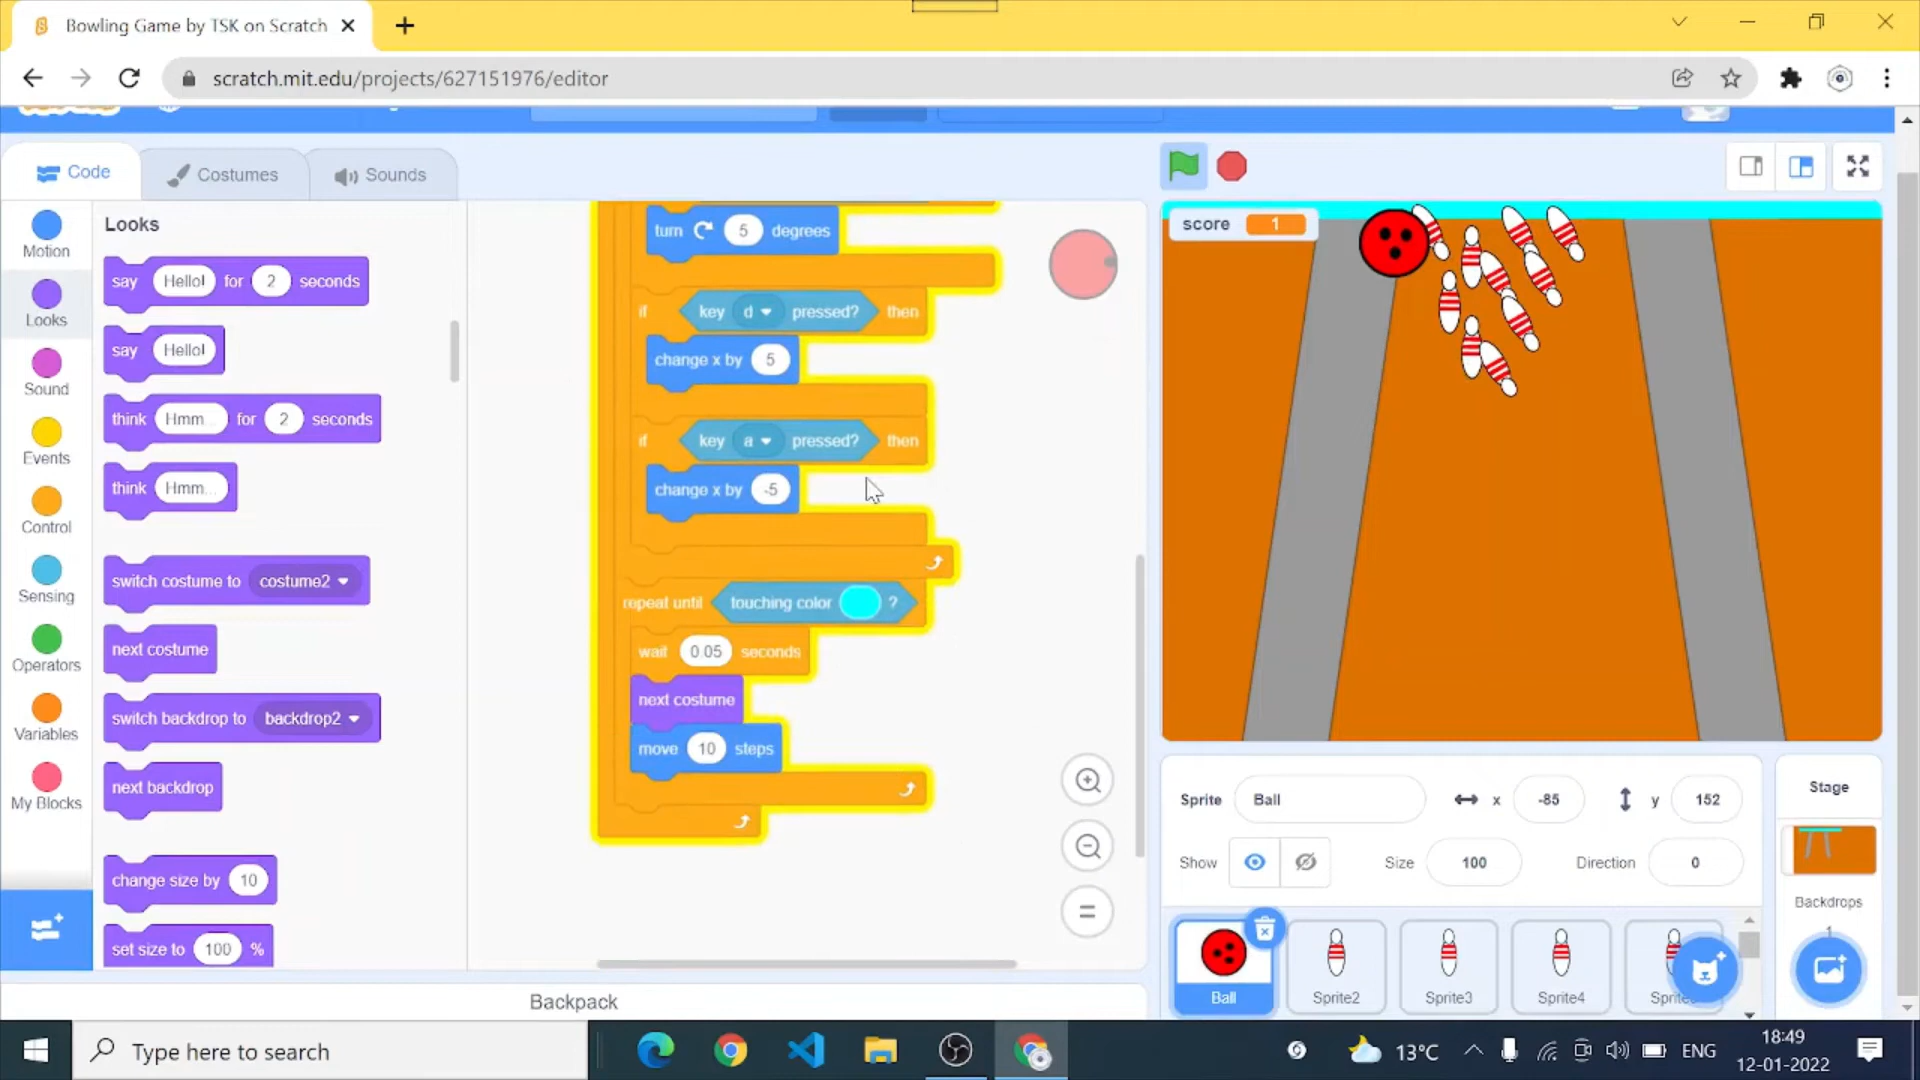 Bowling Game by TSK on Scratch
scratch.mit.edu/projects/627151976/editor
Code
Costumes
Sounds
Motion
Looks
Sound
Events
Control
Sensing
Operators
Variables
My Blocks
Looks
say Hello! for 2 seconds
say Hello!
think Hmm... for 2 seconds
think Hmm...
switch costume to costume2
next costume
switch backdrop to backdrop2
next backdrop
change size by 10
set size to 100 %
turn 5 degrees
if key d pressed? then
change x by 5
if key a pressed? then
change x by -5
repeat until touching color ?
wait 0.05 seconds
next costume
move 10 steps
Backpack
score 1
Sprite Ball x -85 y 152
Show Size 100 Direction 0
Ball
Sprite2
Sprite3
Sprite4
Stage
Backdrops
1
Type here to search
13°C
ENG
18:49
12-01-2022